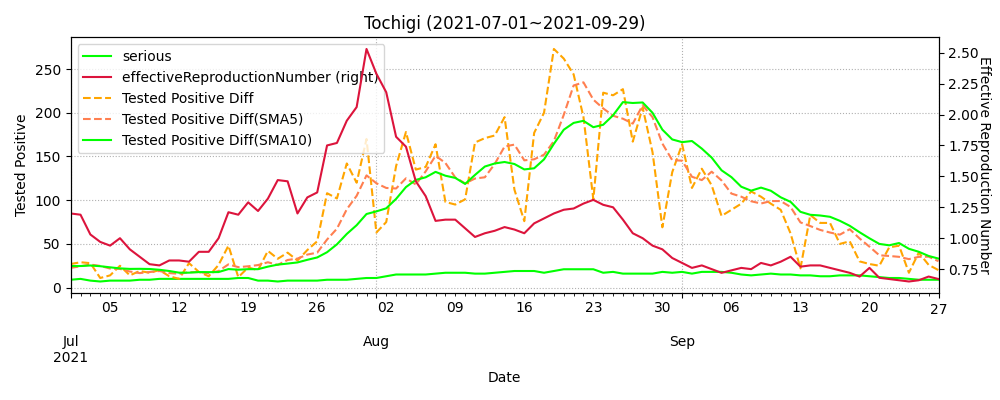 Tochigi (2021-07-01~2021-09-29)
serious
effectiveReproductionNumber (right)
Tested Positive Diff
Tested Positive Diff(SMA5)
Tested Positive Diff(SMA10)
Tested Positive
250
200
150
100
50
0
2.50
2.25
2.00
1.75
1.50
1.25
1.00
0.75
Effective Reproduction Number
05 12 19 26 02 09 16 23 30 06 13 20 27
Jul Aug Sep
2021
Date